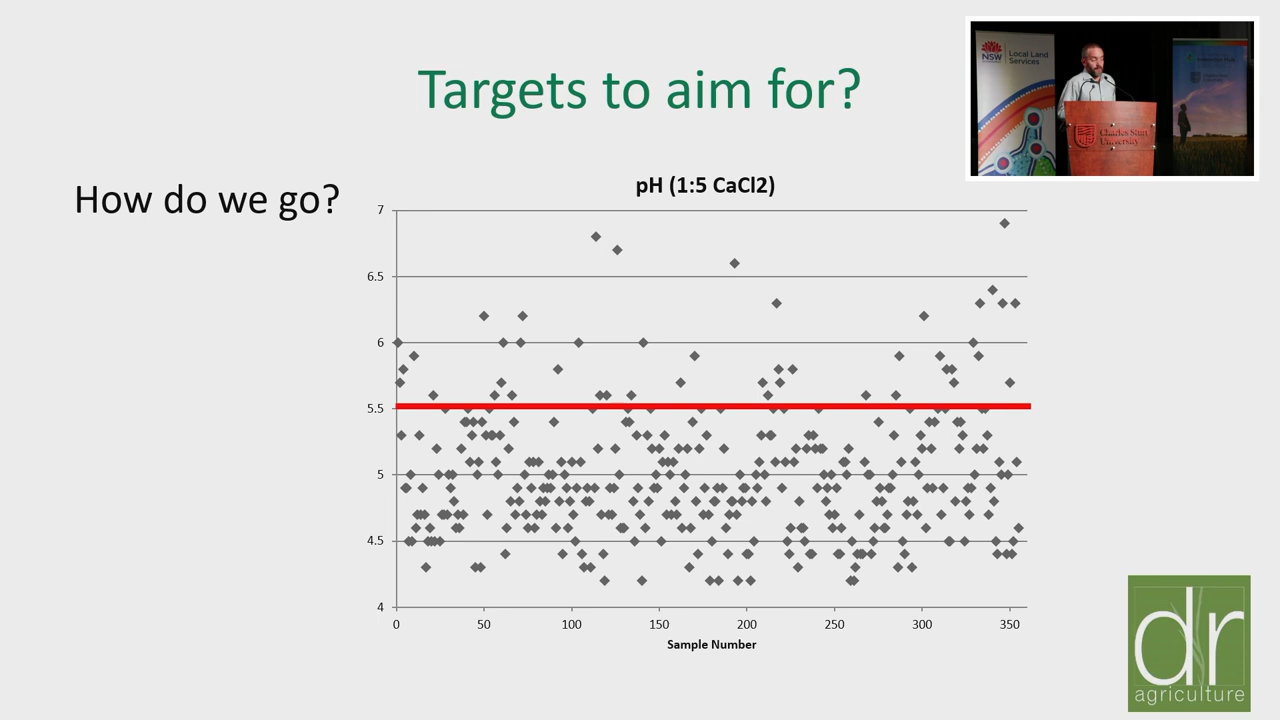 Targets to aim for?
NSW
Local Land
Services
Charles Sturt
University
How do we go?
pH (1:5 CaCl2)
7
6.5
6
5.5
5
4.5
4
0 50 100 150 200 250 300 350
Sample Number
dr
agriculture